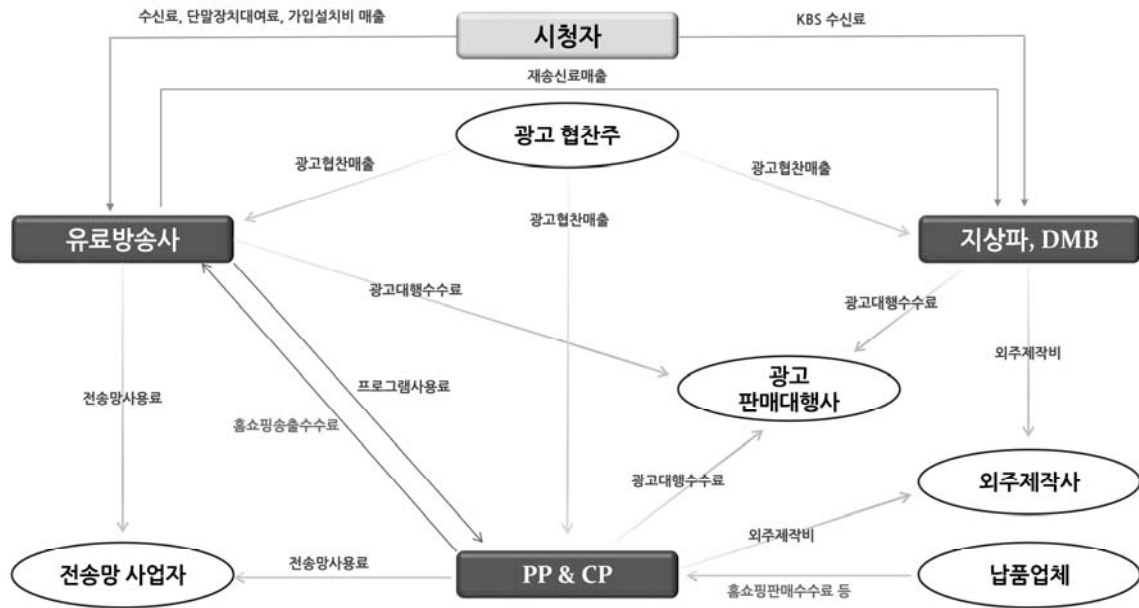 수신료, 단말장치대여료, 가입설치비 매출
시청자
KBS 수신료
재송신료매출
광고 협찬주
광고협찬매출
광고협찬매출
광고협찬매출
유료방송사
지상파, DMB
광고대행수수료
광고대행수수료
외주제작비
광고
판매대행사
전송망사용료
프로그램사용료
홈쇼핑송출수수료
광고대행수수료
외주제작사
외주제작비
전송망 사업자
전송망사용료
PP & CP
홈쇼핑판매수수료 등
납품업체